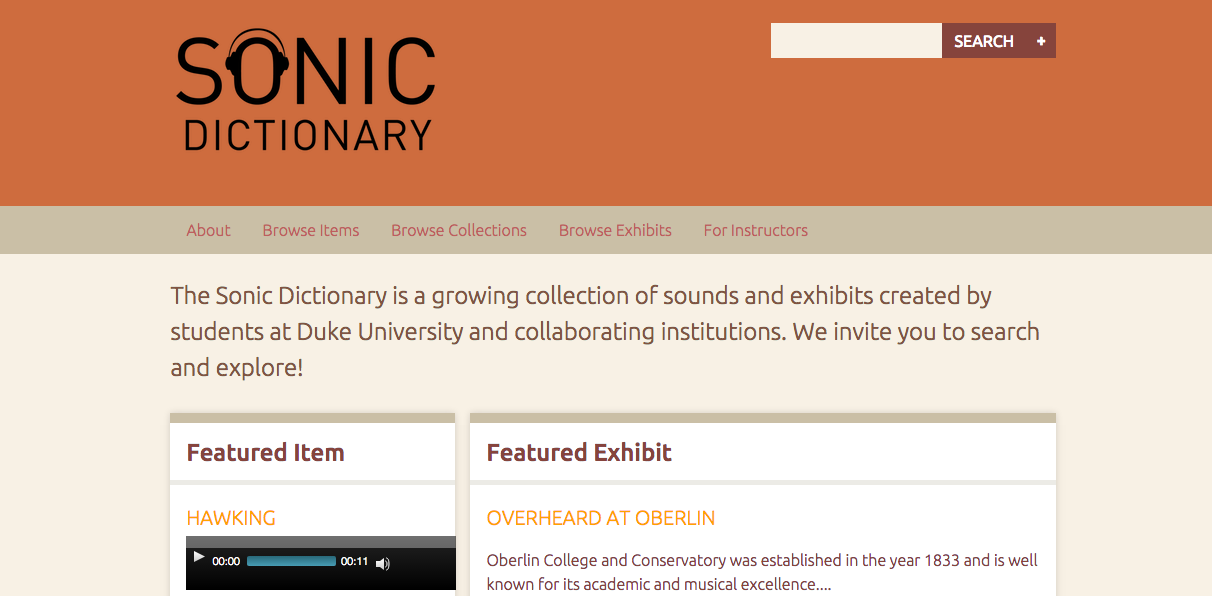 SONIC
DICTIONARY
SEARCH +
About Browse Items Browse Collections Browse Exhibits For Instructors
The Sonic Dictionary is a growing collection of sounds and exhibits created by
students at Duke University and collaborating institutions. We invite you to search
and explore!
Featured Item
HAWKING
00:00 00:11
Featured Exhibit
OVERHEARD AT OBERLIN
Oberlin College and Conservatory was established in the year 1833 and is well
known for its academic and musical excellence....